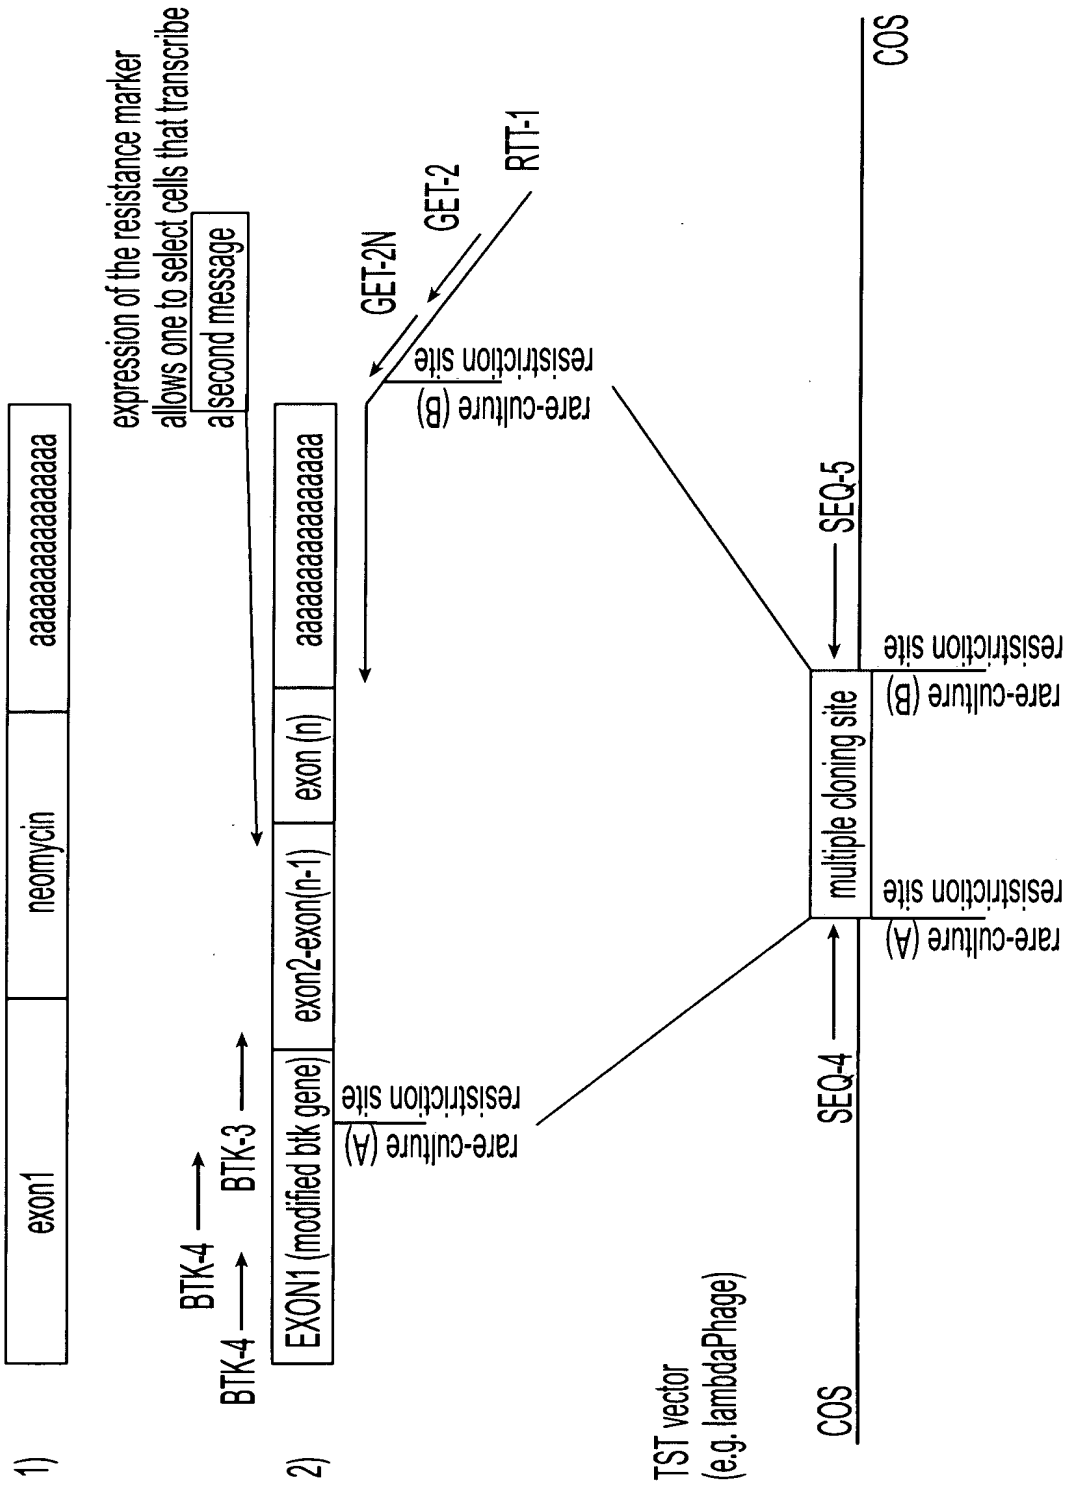 1)
exon1
neomycin
aaaaaaaaaaaaaa
expression of the resistance marker
allows one to select cells that transcribe
a second message
BTK-4
BTK-4
BTK-3
2)
EXON1 (modified btk gene)
exon2-exon(n-1)
exon (n)
aaaaaaaaaaaaaa
GET-2N
GET-2
RTT-1
rare-culture (A)
resistriction site
rare-culture (B)
resistriction site
TST vector
(e.g. lambdaPhage)
COS
SEQ-4
multiple cloning site
SEQ-5
COS
rare-culture (A)
resistriction site
rare-culture (B)
resistriction site